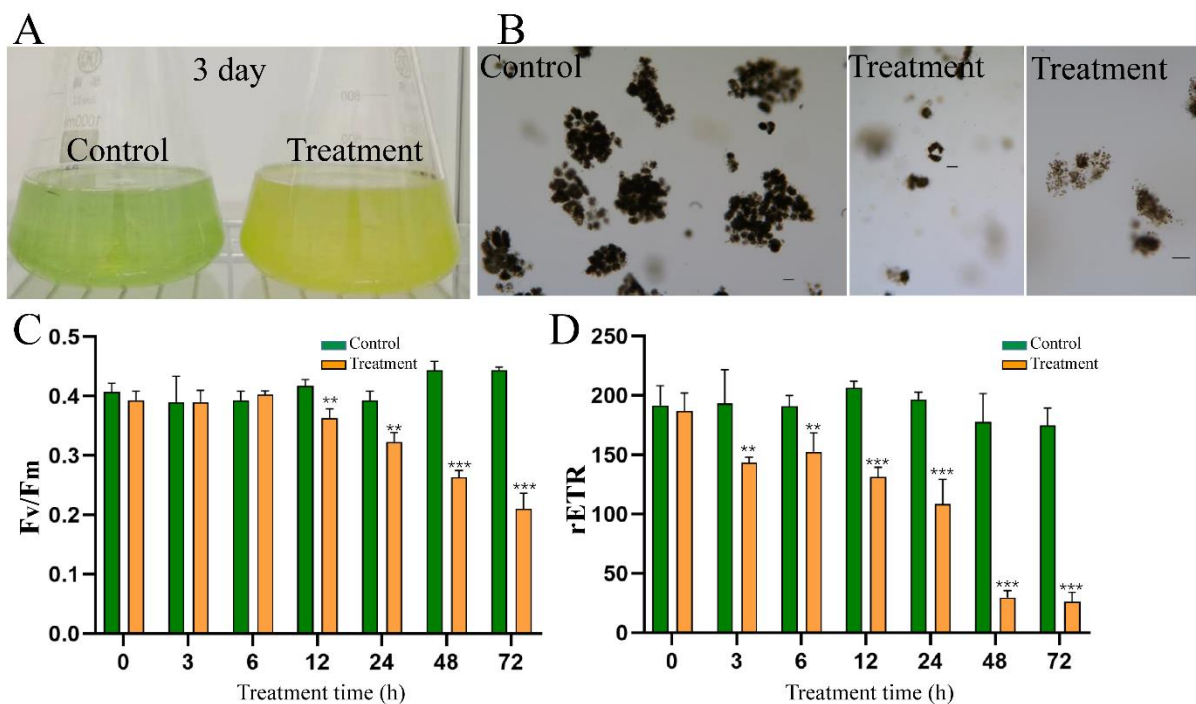 A
B
3 day
Control
Treatment
Control
Treatment
Treatment
1000ml
800
C
D
Control
Treatment
Control
Treatment
Fv/Fm
0.5
0.4
0.3
0.2
0.1
0.0
**
**
***
***
0 3 6 12 24 48 72
Treatment time (h)
rETR
250
200
150
100
50
0
**
**
***
***
***
***
0 3 6 12 24 48 72
Treatment time (h)